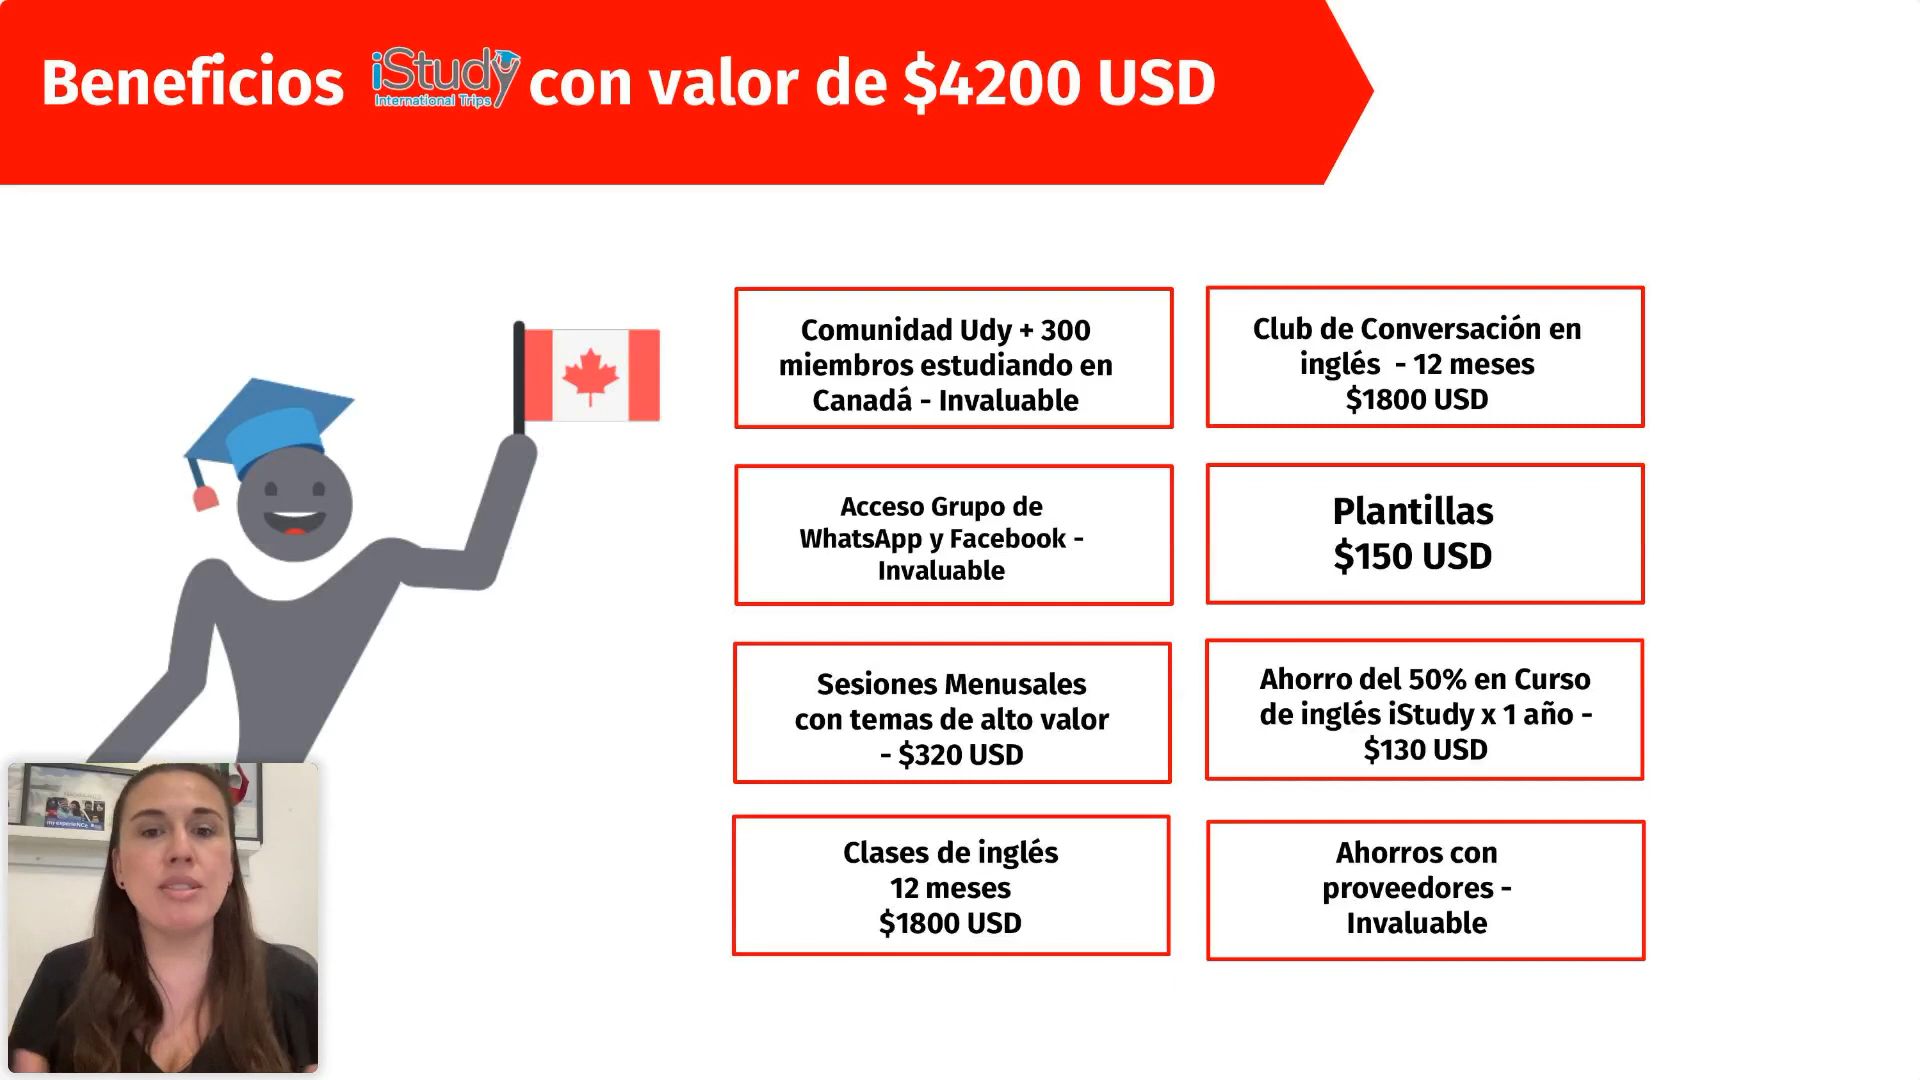 Beneficios iStudy con valor de $4200 USD
International Trips
Comunidad Udy + 300
miembros estudiando en
Canadá - Invaluable
Club de Conversación en
inglés - 12 meses
$1800 USD
Acceso Grupo de
WhatsApp y Facebook -
Invaluable
Plantillas
$150 USD
Sesiones Menusales
con temas de alto valor
- $320 USD
Ahorro del 50% en Curso
de inglés iStudy x 1 año -
$130 USD
Clases de inglés
12 meses
$1800 USD
Ahorros con
proveedores -
Invaluable